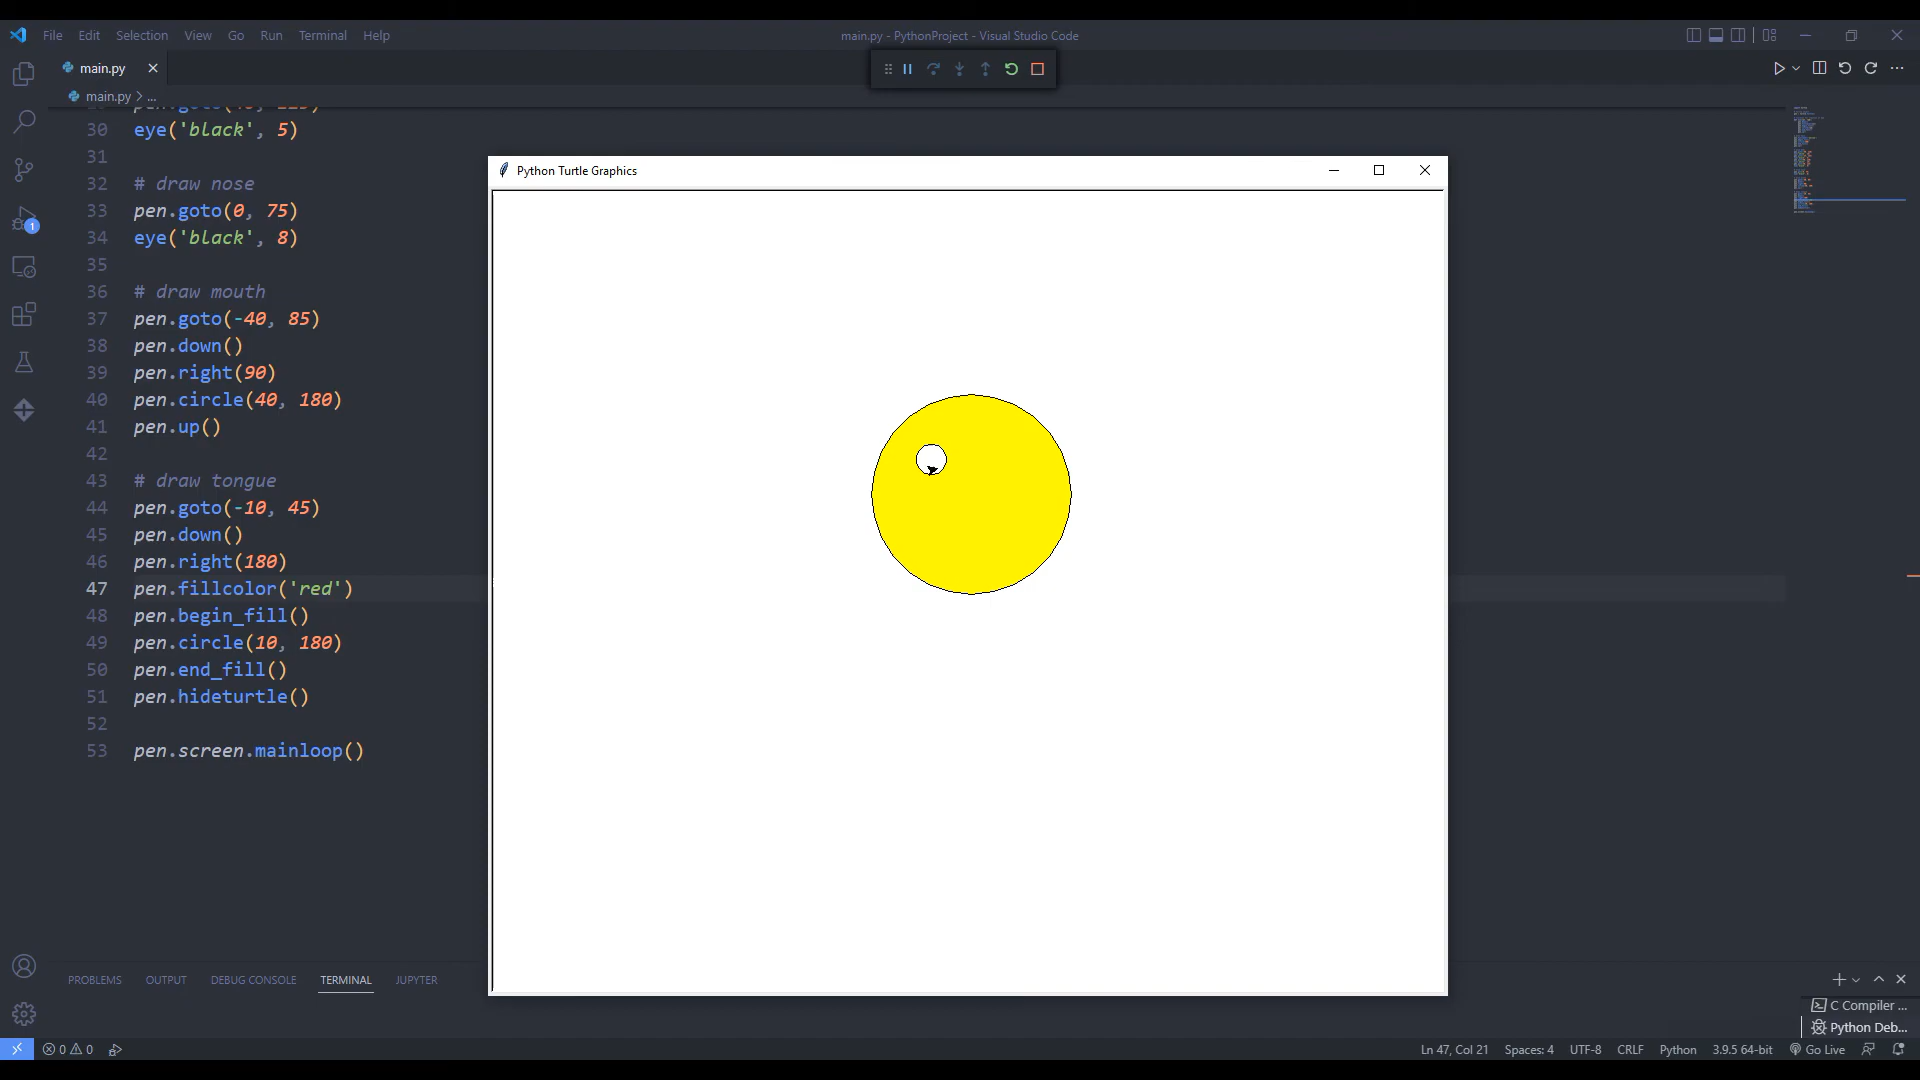 File Edit Selection View Go Run Terminal Help
main.py - PythonProject - Visual Studio Code
main.py
main.py > ...
30 eye('black', 5)
31
32 # draw nose
33 pen.goto(0, 75)
34 eye('black', 8)
35
36 # draw mouth
37 pen.goto(-40, 85)
38 pen.down()
39 pen.right(90)
40 pen.circle(40, 180)
41 pen.up()
42
43 # draw tongue
44 pen.goto(-10, 45)
45 pen.down()
46 pen.right(180)
47 pen.fillcolor('red')
48 pen.begin_fill()
49 pen.circle(10, 180)
50 pen.end_fill()
51 pen.hideturtle()
52
53 pen.screen.mainloop()
Python Turtle Graphics
1
PROBLEMS OUTPUT DEBUG CONSOLE TERMINAL JUPYTER
C Compiler ...
Python Deb...
0 0
Ln 47, Col 21 Spaces: 4 UTF-8 CRLF Python 3.9.5 64-bit Go Live